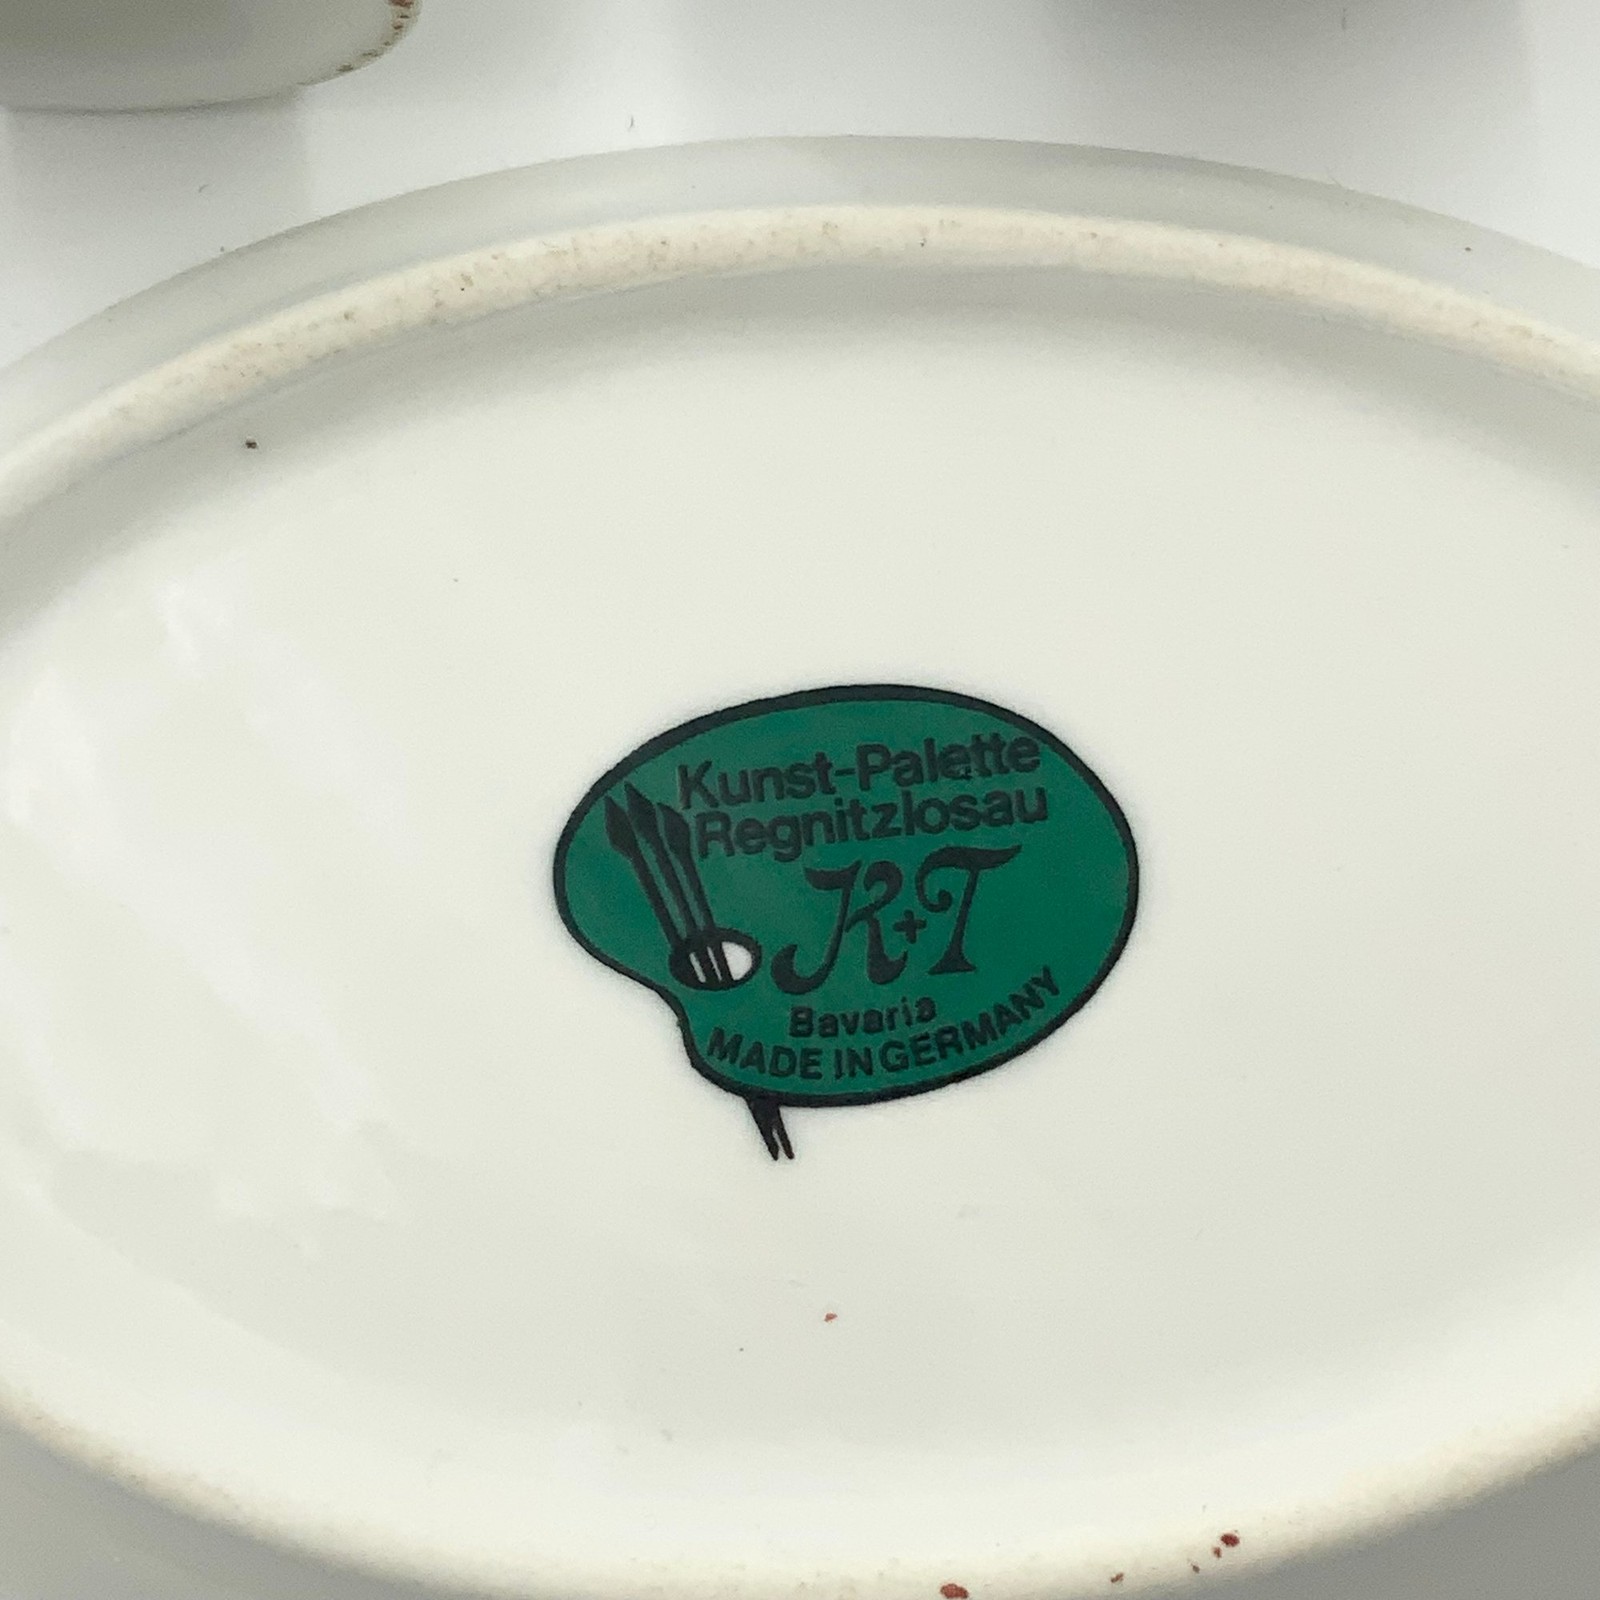 Kunst-Palette
Regnitzlosau
K+T
Bavaria
MADE IN GERMANY